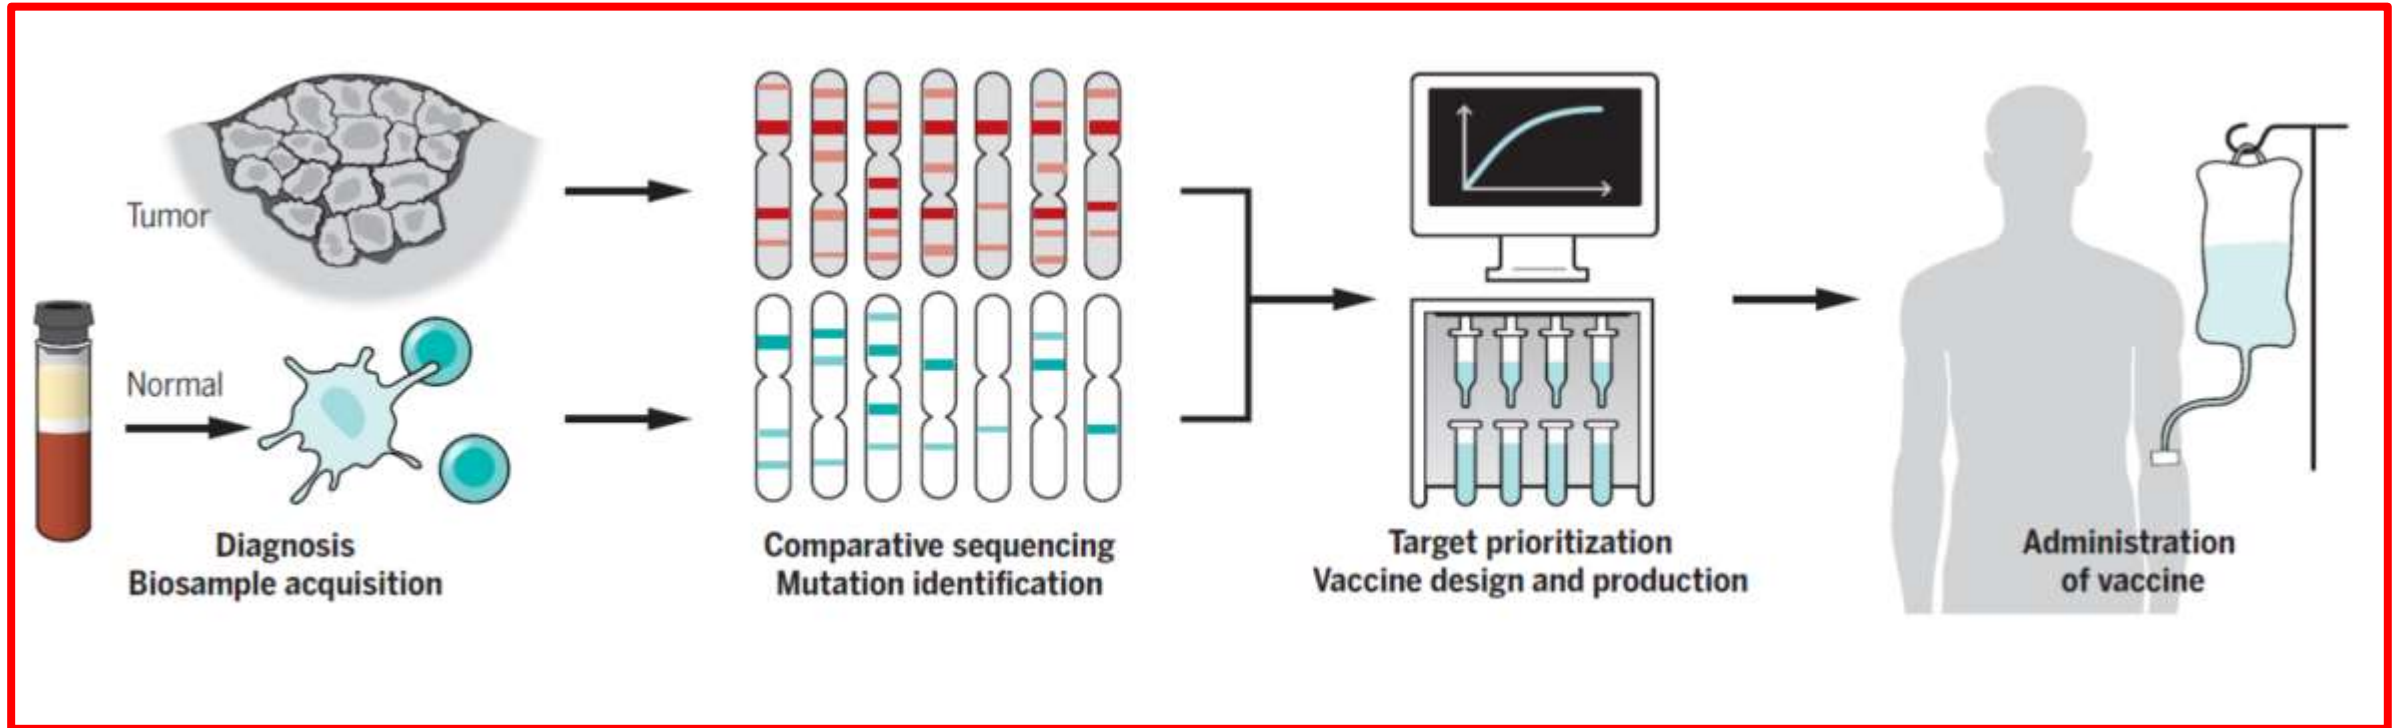 Tumor
Normal
Diagnosis
Biosample acquisition
Comparative sequencing
Mutation identification
Target prioritization
Vaccine design and production
Administration
of vaccine